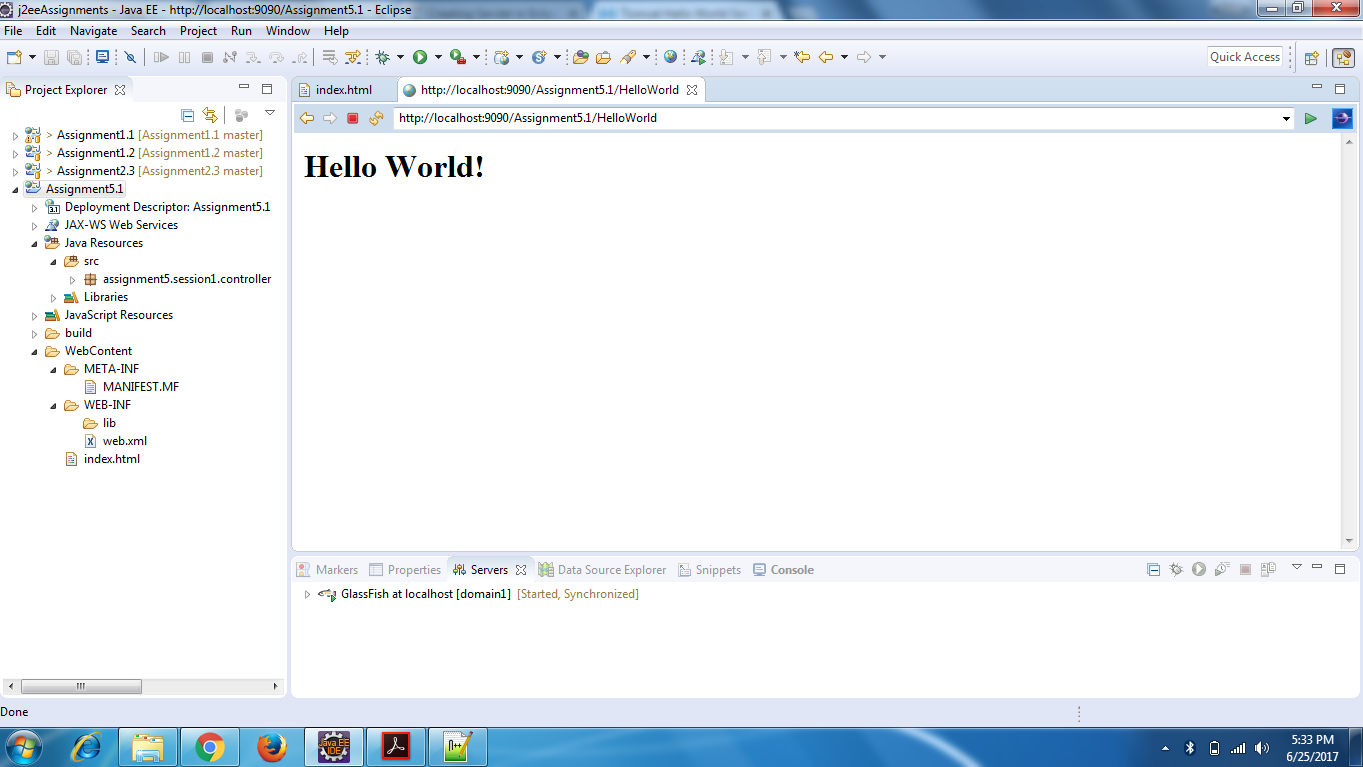 j2eeAssignments - Java EE - http://localhost:9090/Assignment5.1 - Eclipse
File Edit Navigate Search Project Run Window Help
Quick Access
Project Explorer
index.html
http://localhost:9090/Assignment5.1/HelloWorld
http://localhost:9090/Assignment5.1/HelloWorld
> Assignment1.1 [Assignment1.1 master]
> Assignment1.2 [Assignment1.2 master]
> Assignment2.3 [Assignment2.3 master]
Assignment5.1
3.1 Deployment Descriptor: Assignment5.1
JAX-WS Web Services
Java Resources
src
assignment5.session1.controller
Libraries
JavaScript Resources
build
WebContent
META-INF
MANIFEST.MF
WEB-INF
lib
web.xml
index.html
Hello World!
Markers Properties Servers Data Source Explorer Snippets Console
GlassFish at localhost [domain1] [Started, Synchronized]
Done
Java EE
IDE
5:33 PM
6/25/2017